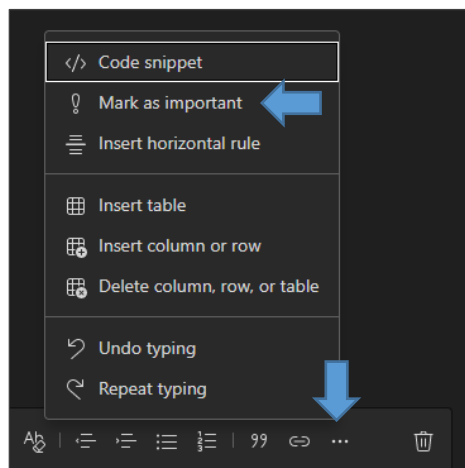 </> Code snippet
Mark as important
Insert horizontal rule
Insert table
Insert column or row
Delete column, row, or table
Undo typing
Repeat typing